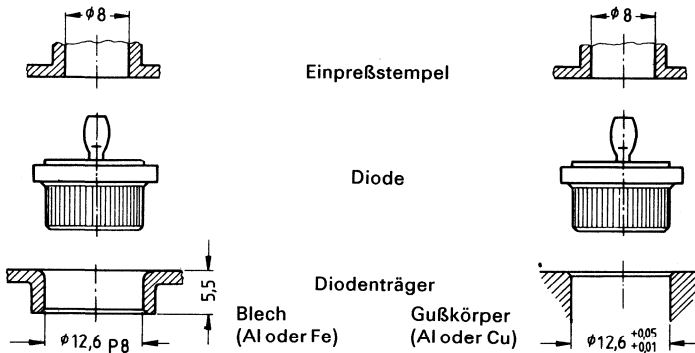 ϕ8
ϕ8
Einpreßstempel
Diode
5,5
Diodenträger
Blech
(Al oder Fe)
Gußkörper
(Al oder Cu)
ϕ12,6 P8
ϕ12,6 +0,05 +0,01